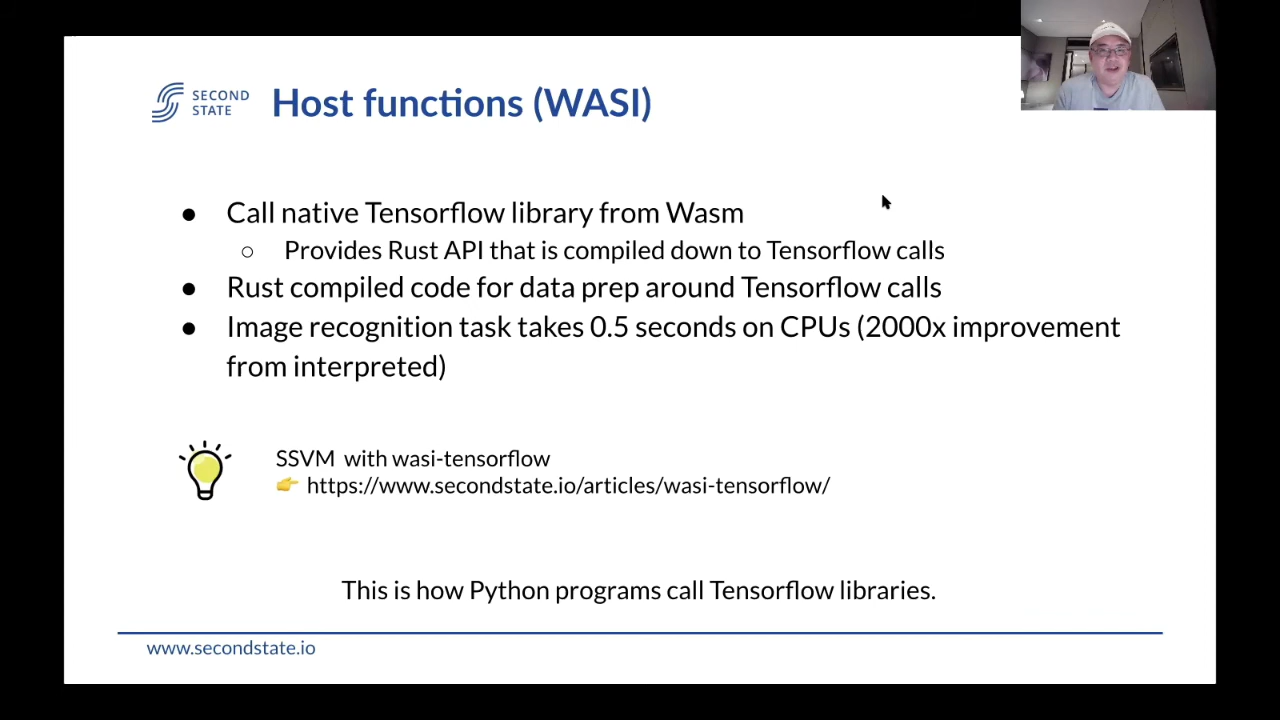 SECOND
STATE
Host functions (WASI)
● Call native Tensorflow library from Wasm
○ Provides Rust API that is compiled down to Tensorflow calls
● Rust compiled code for data prep around Tensorflow calls
● Image recognition task takes 0.5 seconds on CPUs (2000x improvement
from interpreted)
SSVM with wasi-tensorflow
👉 https://www.secondstate.io/articles/wasi-tensorflow/
This is how Python programs call Tensorflow libraries.
www.secondstate.io